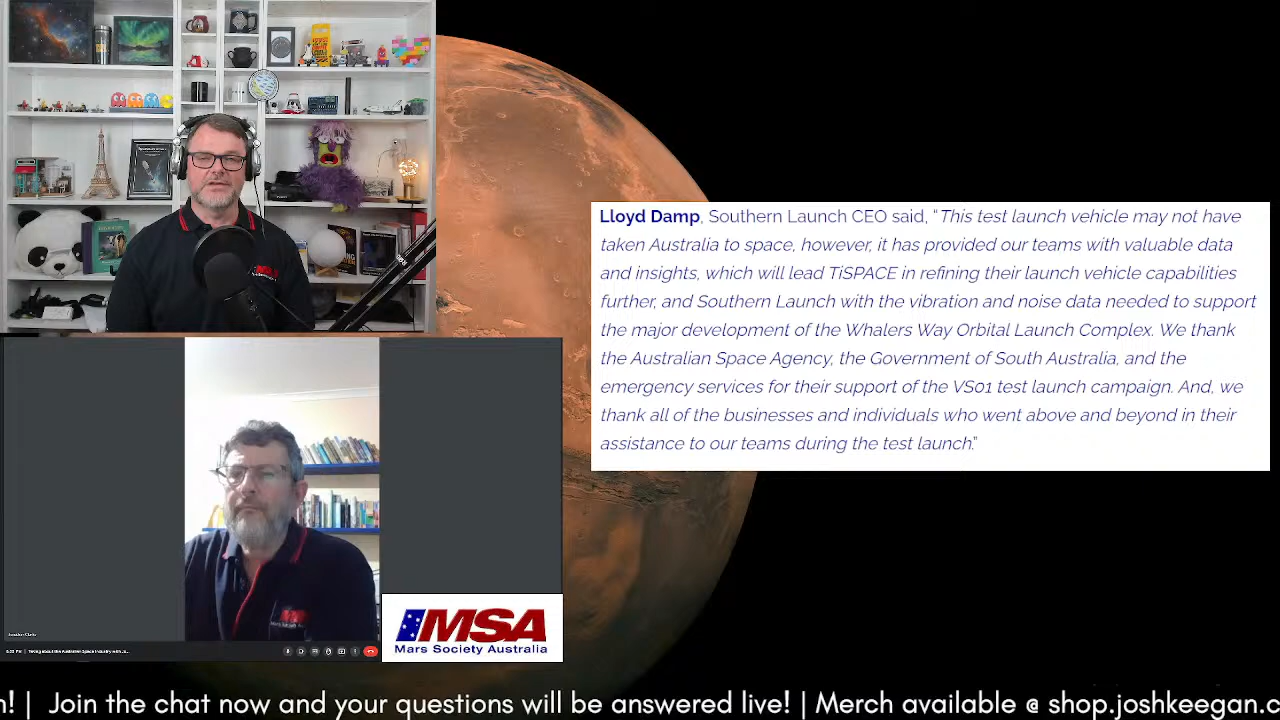 Lloyd Damp, Southern Launch CEO said, “This test launch vehicle may not have
taken Australia to space, however, it has provided our teams with valuable data
and insights, which will lead TiSPACE in refining their launch vehicle capabilities
further, and Southern Launch with the vibration and noise data needed to support
the major development of the Whalers Way Orbital Launch Complex. We thank
the Australian Space Agency, the Government of South Australia, and the
emergency services for their support of the VS01 test launch campaign. And, we
thank all of the businesses and individuals who went above and beyond in their
assistance to our teams during the test launch.”
MSA
Mars Society Australia
n! | Join the chat now and your questions will be answered live! | Merch available @ shop.joshkeegan.c